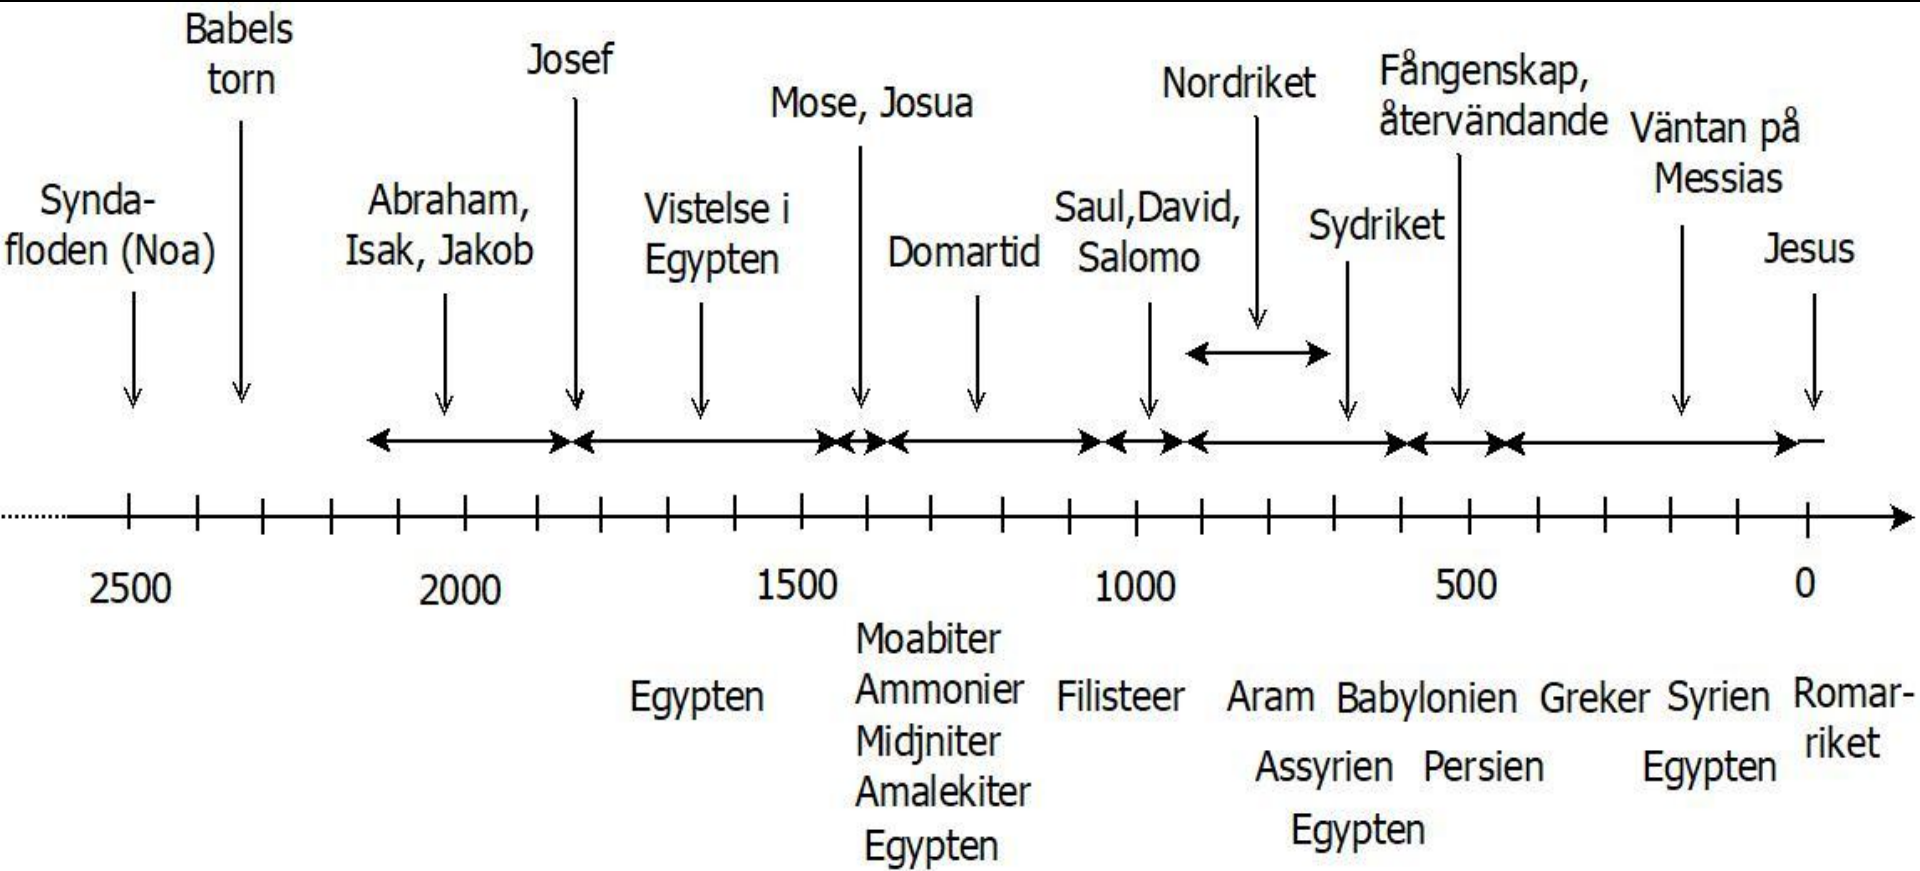 Babels
torn
Josef
Mose, Josua
Nordriket
Fångenskap,
återvändande
Väntan på
Messias
Synda-
floden (Noa)
Abraham,
Isak, Jakob
Vistelse i
Egypten
Domartid
Saul,David,
Salomo
Sydriket
Jesus
2500
2000
1500
1000
500
0
Egypten
Moabiter
Ammonier
Midjniter
Amalekiter
Egypten
Filisteer
Aram
Assyrien
Egypten
Babylonien
Persien
Greker
Syrien
Egypten
Romar-
riket